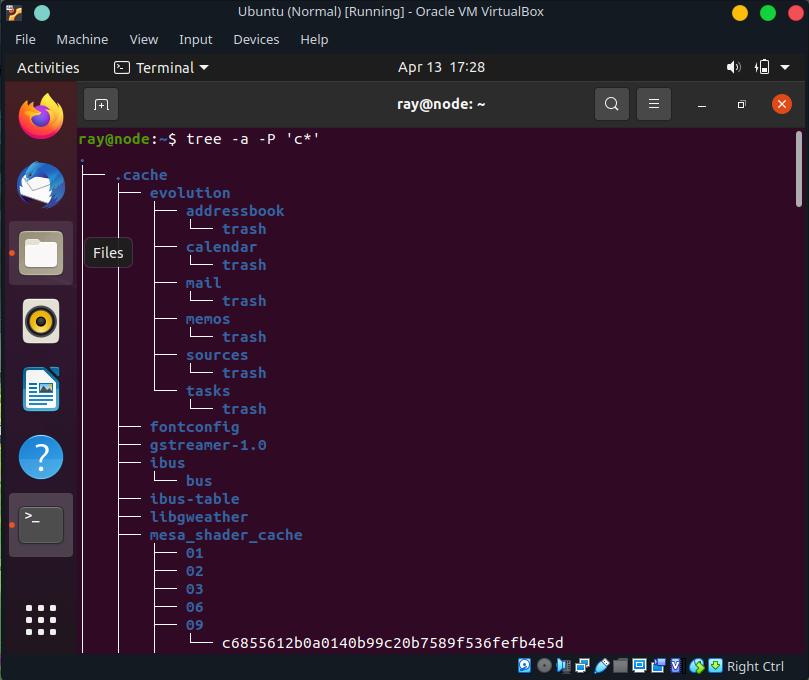 Ubuntu (Normal) [Running] - Oracle VM VirtualBox
File Machine View Input Devices Help
Activities Terminal Apr 13 17:28
ray@node: ~
ray@node:~$ tree -a -P 'c*'
.
├── .cache
│   ├── evolution
│   │   ├── addressbook
│   │   │   └── trash
│   │   ├── calendar
│   │   │   └── trash
│   │   ├── mail
│   │   │   └── trash
│   │   ├── memos
│   │   │   └── trash
│   │   ├── sources
│   │   │   └── trash
│   │   └── tasks
│   │       └── trash
│   ├── fontconfig
│   ├── gstreamer-1.0
│   ├── ibus
│   │   └── bus
│   ├── ibus-table
│   ├── libgweather
│   ├── mesa_shader_cache
│   │   ├── 01
│   │   ├── 02
│   │   ├── 03
│   │   ├── 06
│   │   ├── 09
│   │   │   └── c6855612b0a0140b99c20b7589f536fefb4e5d
Files
?
>_
Right Ctrl